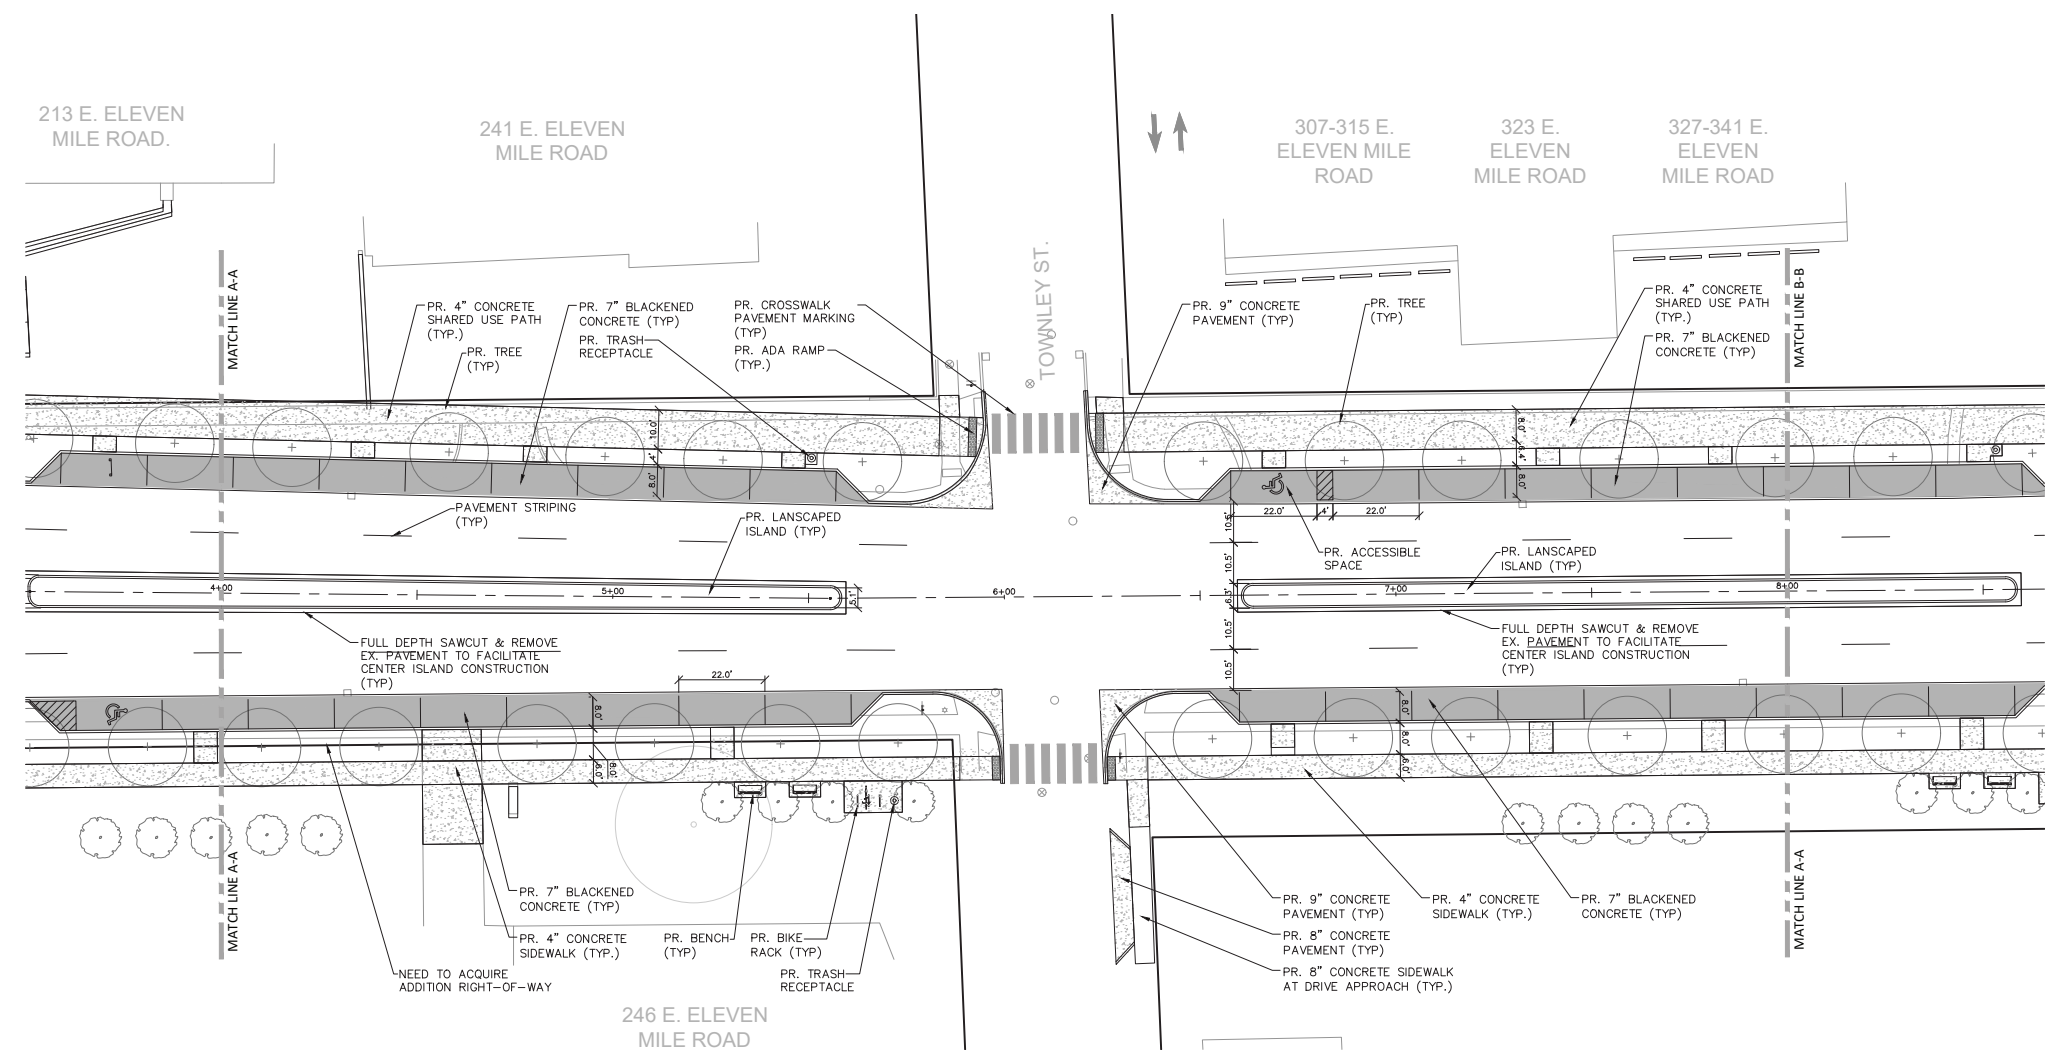 213 E. ELEVEN
MILE ROAD.
241 E. ELEVEN
MILE ROAD
307-315 E.
ELEVEN MILE
ROAD
323 E.
ELEVEN
MILE ROAD
327-341 E.
ELEVEN
MILE ROAD
TOWNLEY ST.
MATCH LINE A-A
MATCH LINE B-B
PR. 4" CONCRETE
SHARED USE PATH
(TYP.)
PR. TREE
(TYP)
PR. 7" BLACKENED
CONCRETE (TYP)
PR. TRASH
RECEPTACLE
PR. CROSSWALK
PAVEMENT MARKING
(TYP)
PR. ADA RAMP
(TYP.)
PR. 9" CONCRETE
PAVEMENT (TYP)
PR. TREE
(TYP)
PR. 4" CONCRETE
SHARED USE PATH
(TYP.)
PR. 7" BLACKENED
CONCRETE (TYP)
10.0'
.4'
8.0'
8.0'
6.4'
8.0'
PAVEMENT STRIPING
(TYP)
PR. LANSCAPED
ISLAND (TYP)
22.0'
4'
22.0'
10.5'
10.5'
6.3'
10.5'
10.5'
PR. ACCESSIBLE
SPACE
PR. LANSCAPED
ISLAND (TYP)
4+00
5+00
5.1'
6+00
7+00
8+00
FULL DEPTH SAWCUT & REMOVE
EX. PAVEMENT TO FACILITATE
CENTER ISLAND CONSTRUCTION
(TYP)
FULL DEPTH SAWCUT & REMOVE
EX. PAVEMENT TO FACILITATE
CENTER ISLAND CONSTRUCTION
(TYP)
22.0'
8.0'
8.0'
6.0'
8.0'
8.0'
6.0'
MATCH LINE A-A
MATCH LINE A-A
PR. 7" BLACKENED
CONCRETE (TYP)
PR. 4" CONCRETE
SIDEWALK (TYP.)
PR. BENCH
(TYP)
PR. BIKE
RACK (TYP)
PR. TRASH
RECEPTACLE
NEED TO ACQUIRE
ADDITION RIGHT-OF-WAY
PR. 9" CONCRETE
PAVEMENT (TYP)
PR. 8" CONCRETE
PAVEMENT (TYP)
PR. 8" CONCRETE SIDEWALK
AT DRIVE APPROACH (TYP.)
PR. 4" CONCRETE
SIDEWALK (TYP.)
PR. 7" BLACKENED
CONCRETE (TYP)
246 E. ELEVEN
MILE ROAD